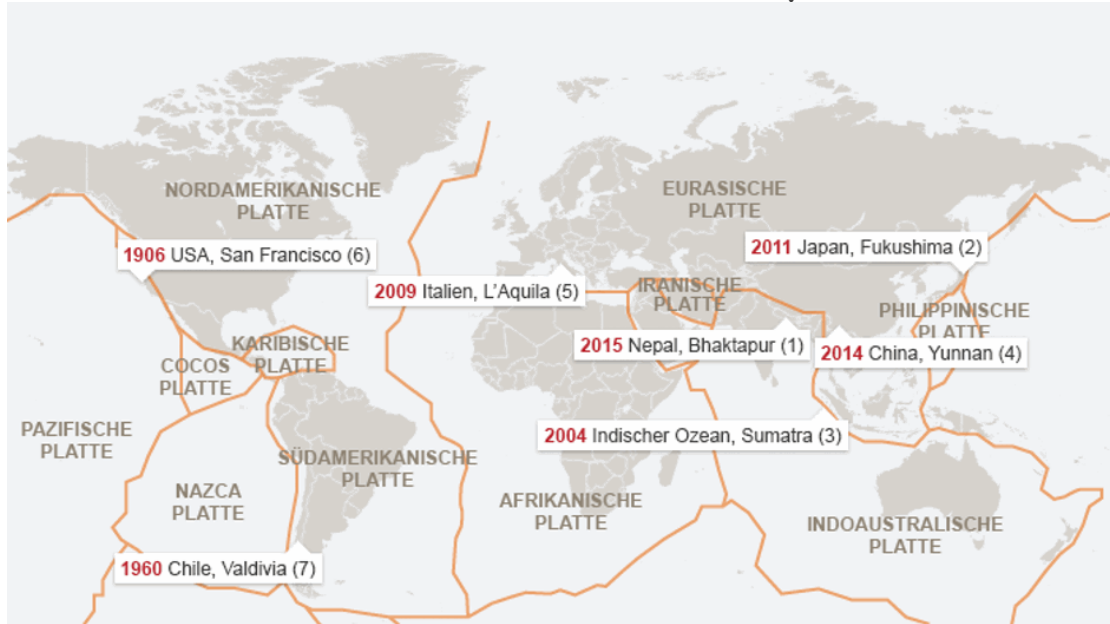 NORDAMERIKANISCHE
PLATTE
EURASISCHE
PLATTE
1906 USA, San Francisco (6)
2011 Japan, Fukushima (2)
2009 Italien, L'Aquila (5)
IRANISCHE
PLATTE
PHILIPPINISCHE
PLATTE
KARIBISCHE
PLATTE
2015 Nepal, Bhaktapur (1)
2014 China, Yunnan (4)
COCOS
PLATTE
PAZIFISCHE
PLATTE
2004 Indischer Ozean, Sumatra (3)
SÜDAMERIKANISCHE
PLATTE
NAZCA
PLATTE
AFRIKANISCHE
PLATTE
INDOAUSTRALISCHE
PLATTE
1960 Chile, Valdivia (7)